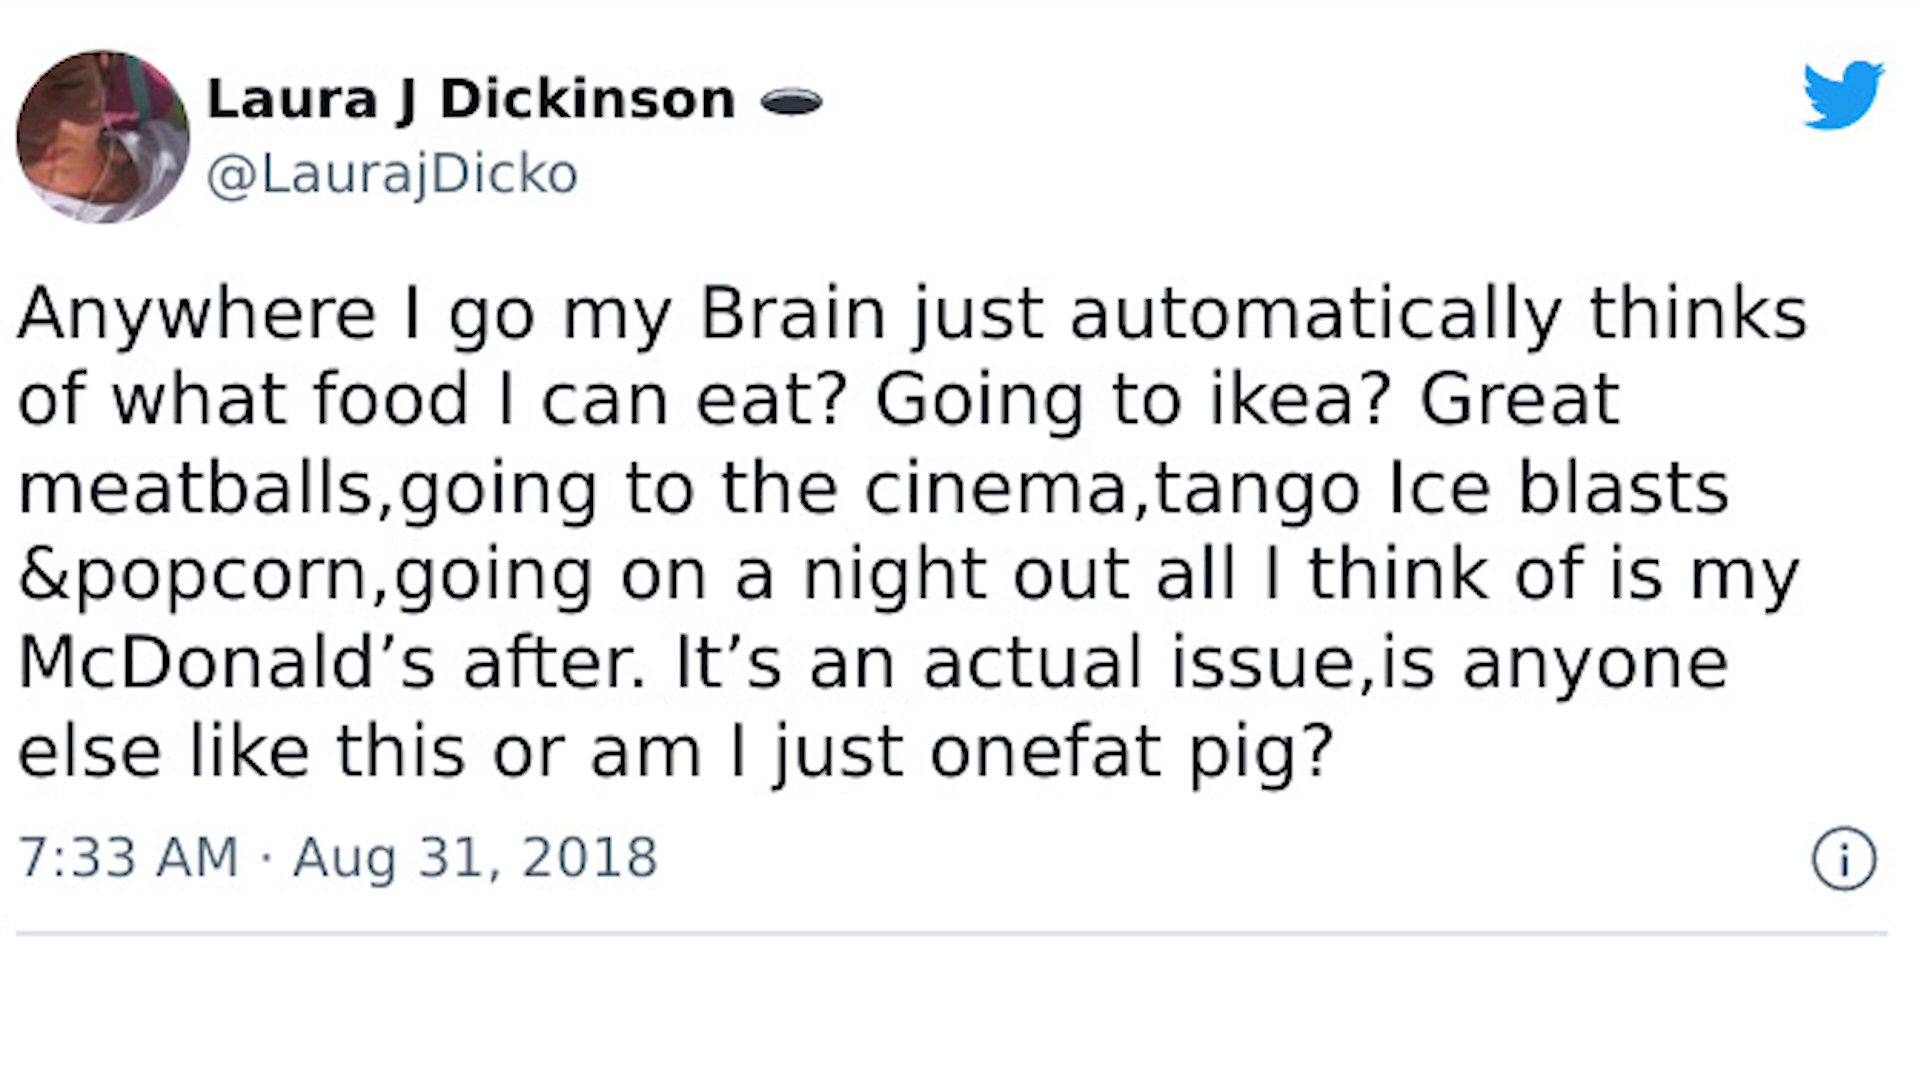 Laura J Dickinson 🕳
@LaurajDicko
Anywhere I go my Brain just automatically thinks
of what food I can eat? Going to ikea? Great
meatballs,going to the cinema,tango Ice blasts
&popcorn,going on a night out all I think of is my
McDonald’s after. It’s an actual issue,is anyone
else like this or am I just onefat pig?
7:33 AM · Aug 31, 2018